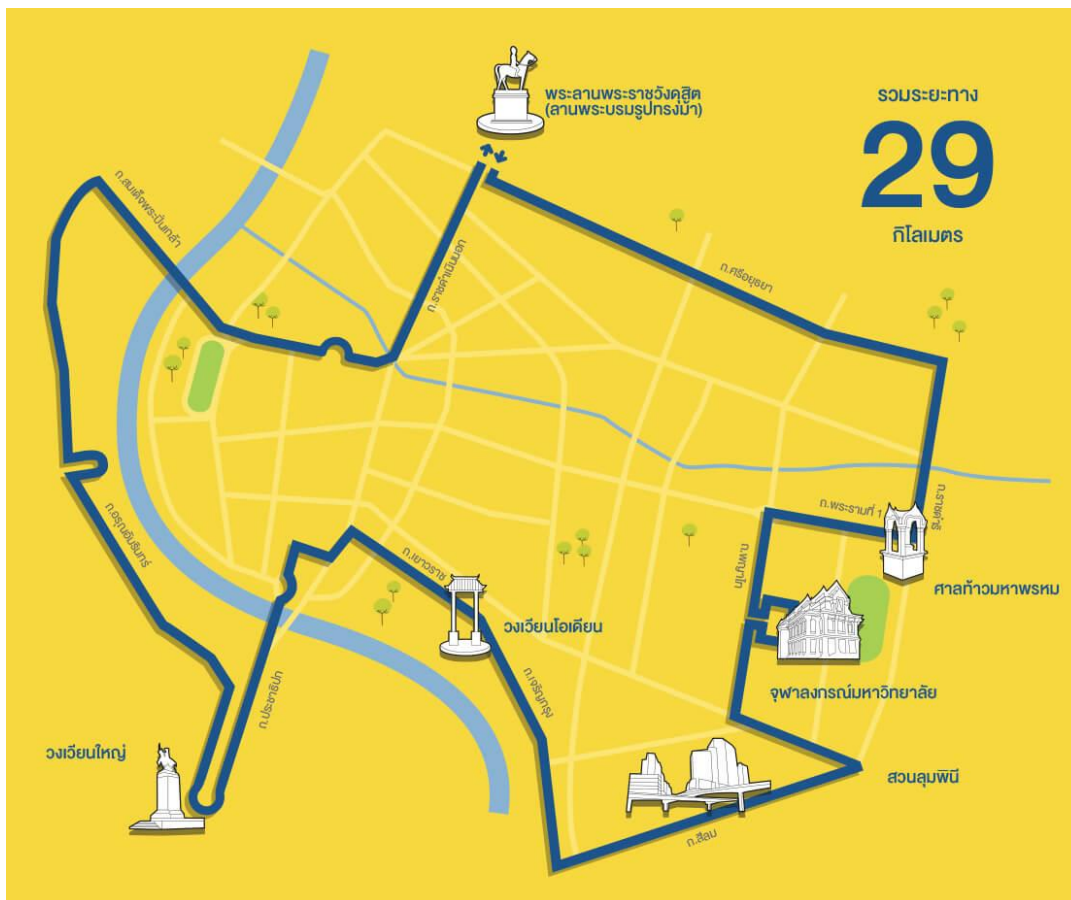 พระลานพระราชวังดุสิต
(ลานพระบรมรูปทรงม้า)
รวมระยะทาง
29
กิโลเมตร
ถ.สมเด็จพระปิ่นเกล้า
ถ.ราชดำเนินนอก
ถ.ศรีอยุธยา
ถ.พระรามที่ 1
ถ.ราชดำริ
ถ.อรุณอัมรินทร์
ถ.เยาวราช
ถ.พญาไท
ศาลท้าวมหาพรหม
วงเวียนโอเดียน
ถ.ประชาธิปก
ถ.เจริญกรุง
จุฬาลงกรณ์มหาวิทยาลัย
วงเวียนใหญ่
สวนลุมพินี
ถ.สีลม